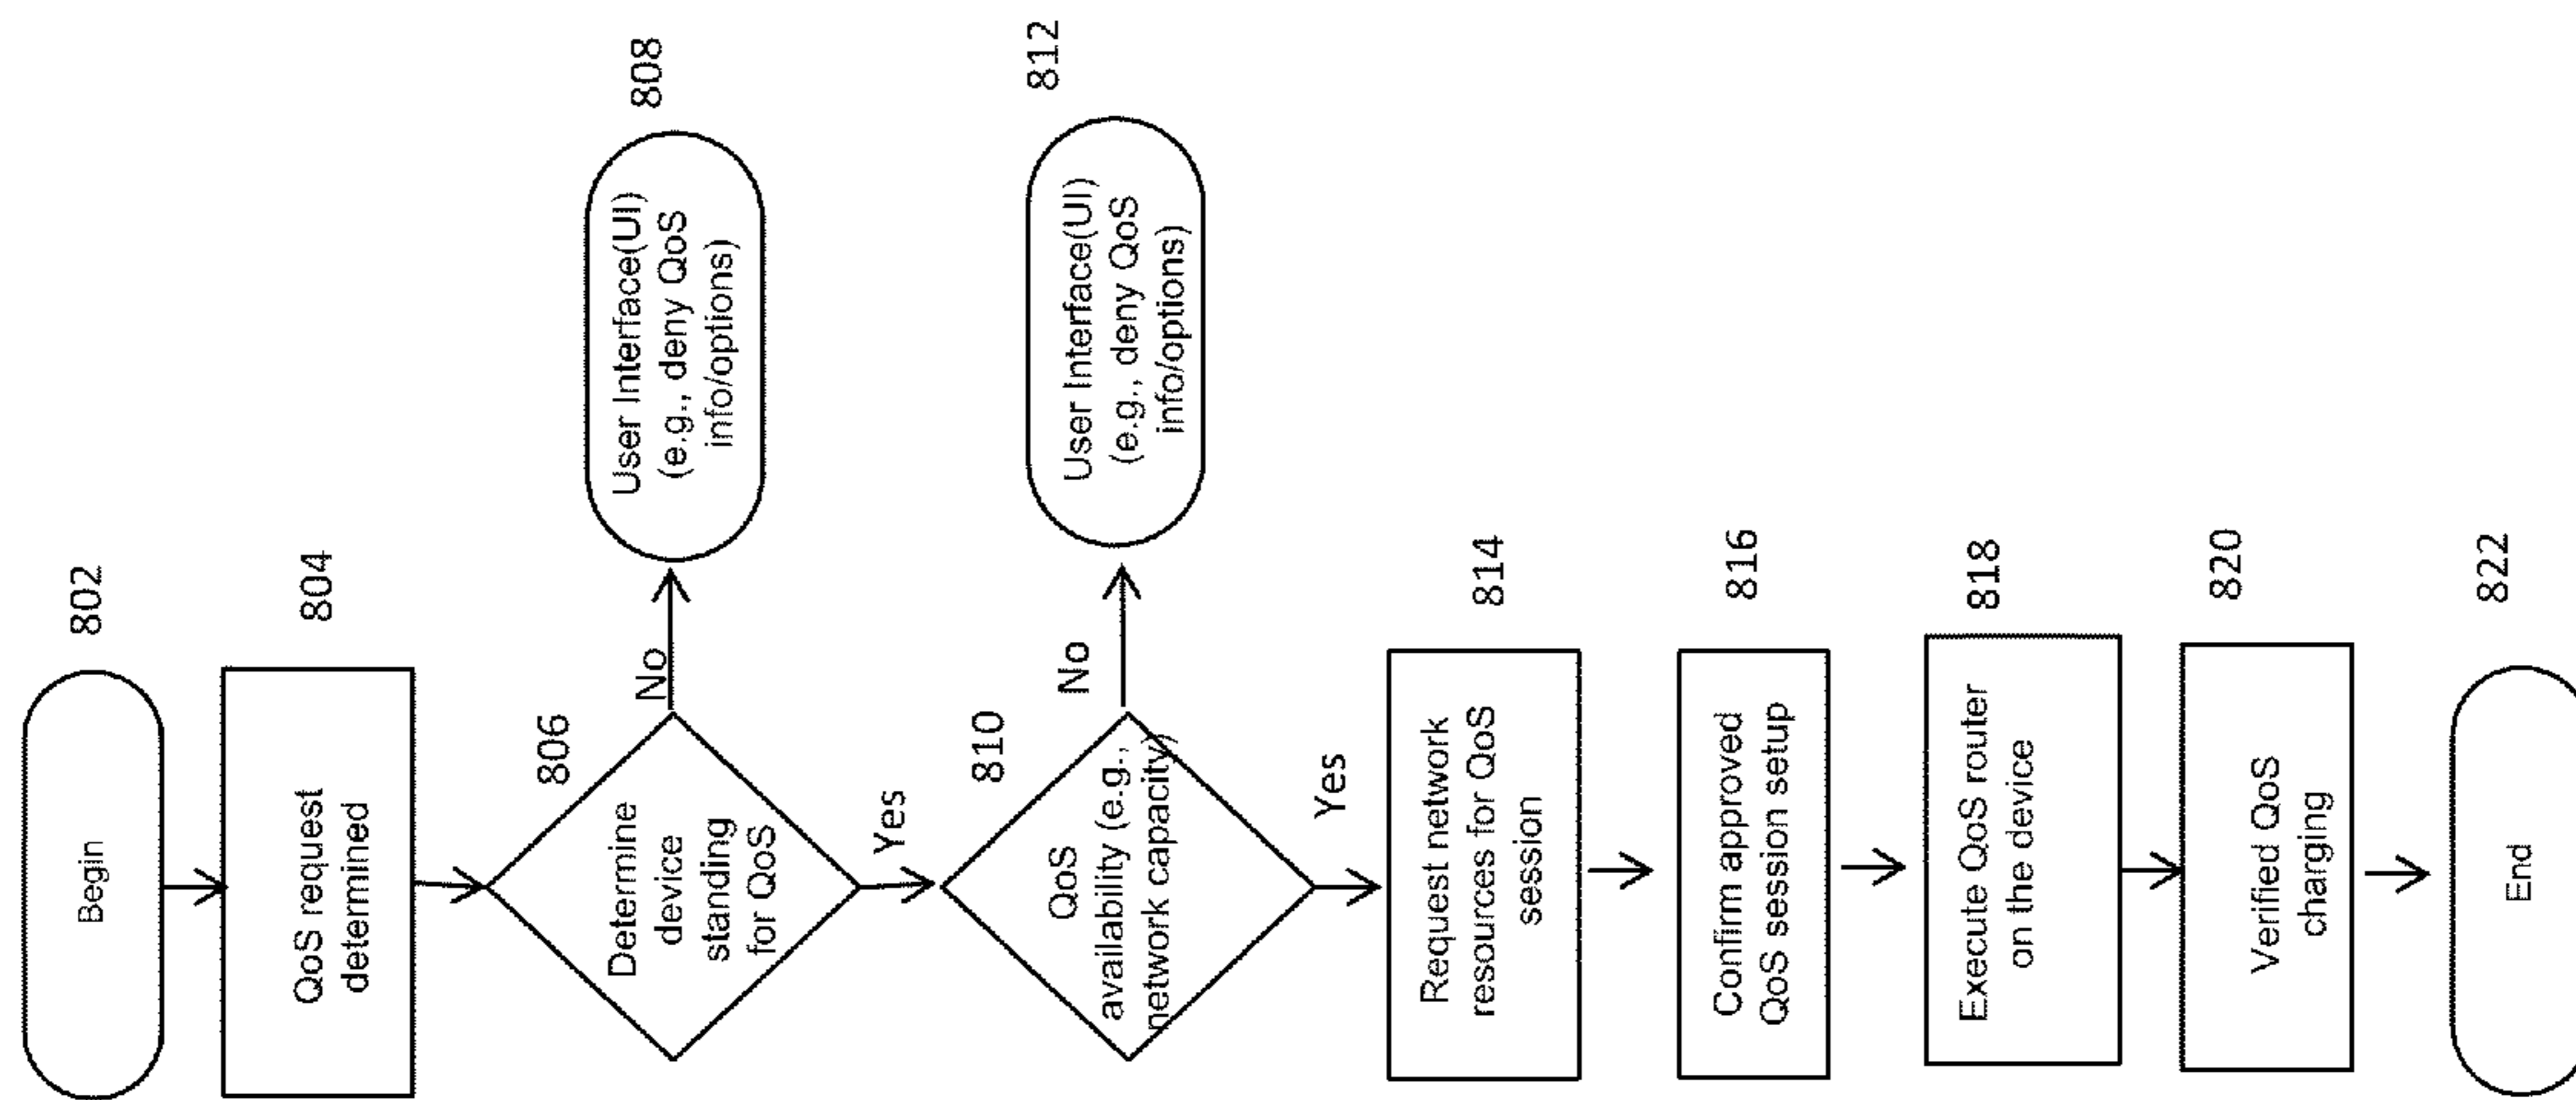 802
Begin
804
QoS request
determined
806
Determine
device
standing
for QoS
No
808
User Interface(UI)
(e.g., deny QoS
info/options)
Yes
810
QoS
availability (e.g.,
network capacity)
No
812
User Interface(UI)
(e.g., deny QoS
info/options)
Yes
814
Request network
resources for QoS
session
816
Confirm approved
QoS session setup
818
Execute QoS router
on the device
820
Verified QoS
charging
822
End